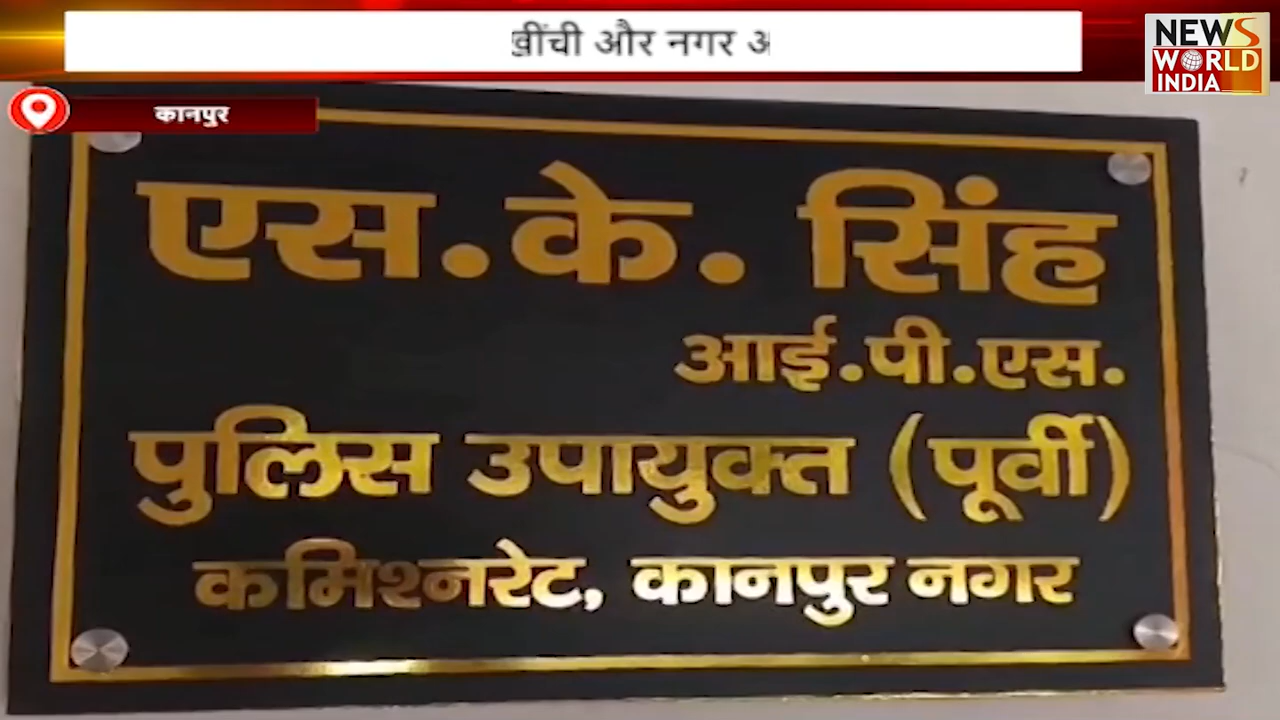 और नगर
NEWS
WORLD
INDIA
कानपुर
एस. के. सिंह
आई.पी.एस.
पुलिस उपायुक्त (पूर्वी)
कमिश्नरेट, कानपुर नगर